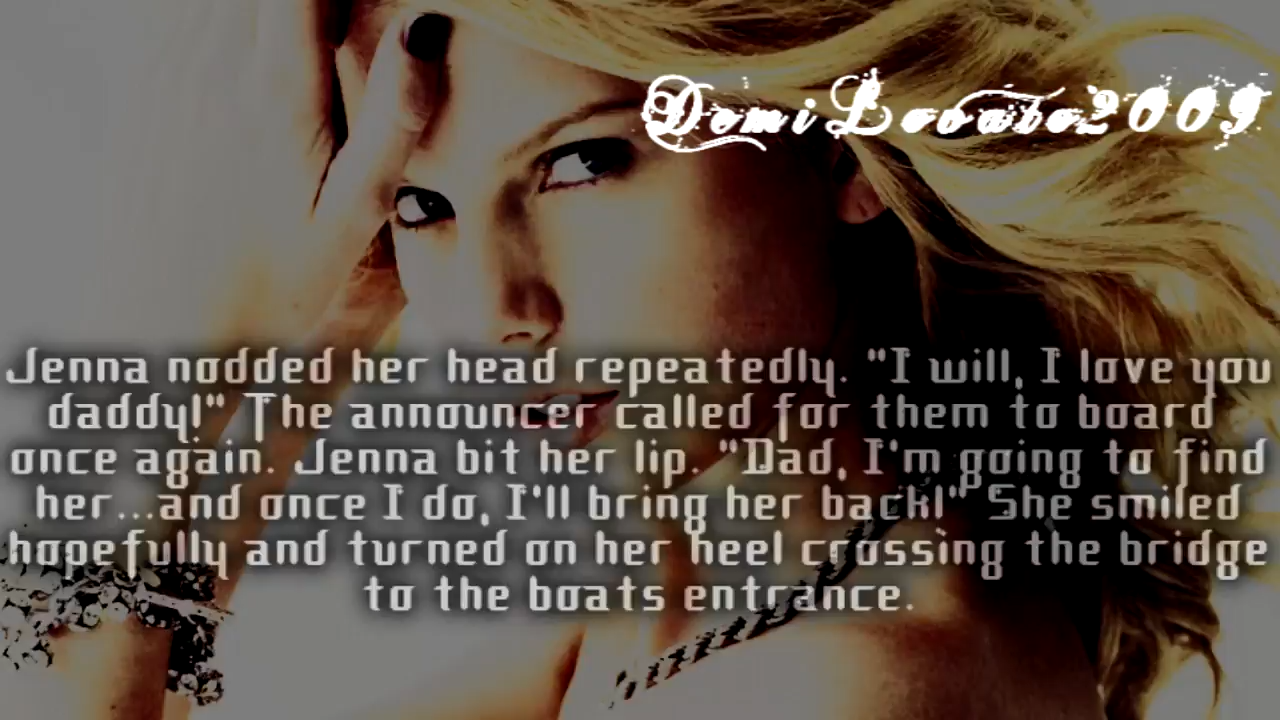 DemiLovato2009
Jenna nodded her head repeatedly. "I will, I love you
daddy!" The announcer called for them to board
once again. Jenna bit her lip. "Dad, I'm going to find
her...and once I do, I'll bring her back!" She smiled
hopefully and turned on her heel crossing the bridge
to the boats entrance.